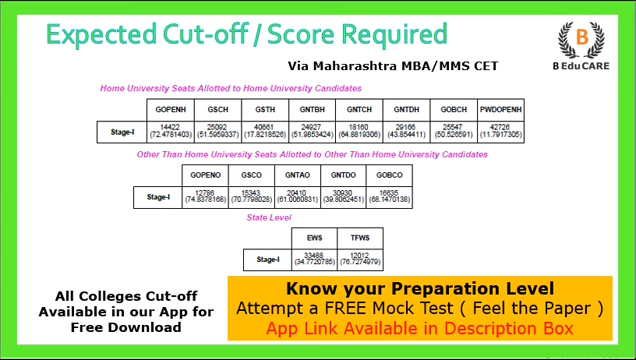 Expected Cut-off / Score Required
B EduCARE
Via Maharashtra MBA/MMS CET
Home University Seats Allotted to Home University Candidates
GOPENH GSCH GSTH GNTBH GNTCH GNTDH GOBCH PWDOPENH
Stage-I 14422 25092 40661 24927 18160 29166 25547 42726
(72.4781403) (51.5959337) (17.8218526) (51.9853424) (64.8819306) (43.854411) (50.526591) (11.7917305)
Other Than Home University Seats Allotted to Other Than Home University Candidates
GOPENO GSCO GNTAO GNTDO GOBCO
Stage-I 12786 15343 20410 30930 16635
(74.8378168) (70.7798028) (61.0060831) (39.8062451) (68.1470138)
State Level
EWS TFWS
Stage-I 33488 12012
(34.7720785) (76.7274979)
All Colleges Cut-off
Available in our App for
Free Download
Know your Preparation Level
Attempt a FREE Mock Test ( Feel the Paper )
App Link Available in Description Box